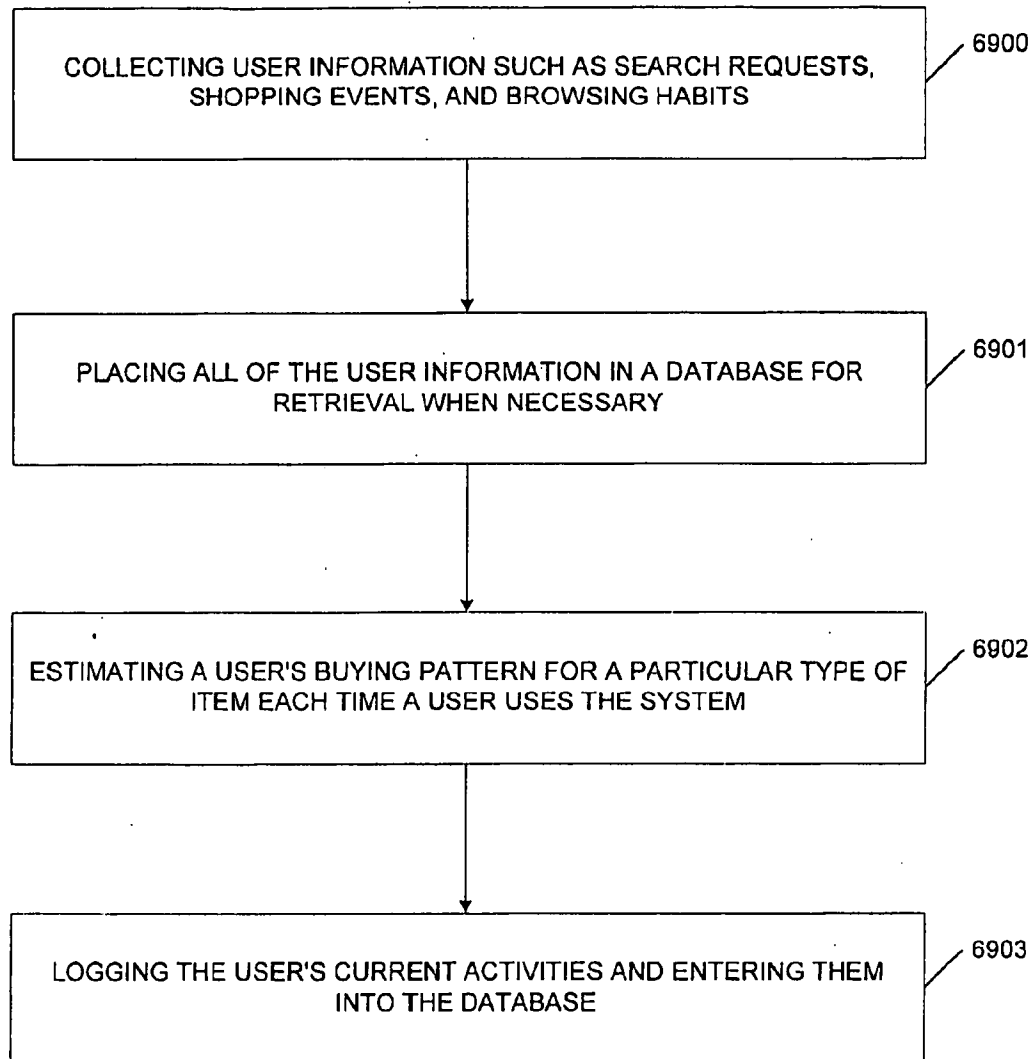 COLLECTING USER INFORMATION SUCH AS SEARCH REQUESTS,
SHOPPING EVENTS, AND BROWSING HABITS
6900
PLACING ALL OF THE USER INFORMATION IN A DATABASE FOR
RETRIEVAL WHEN NECESSARY
6901
ESTIMATING A USER'S BUYING PATTERN FOR A PARTICULAR TYPE OF
ITEM EACH TIME A USER USES THE SYSTEM
6902
LOGGING THE USER'S CURRENT ACTIVITIES AND ENTERING THEM
INTO THE DATABASE
6903